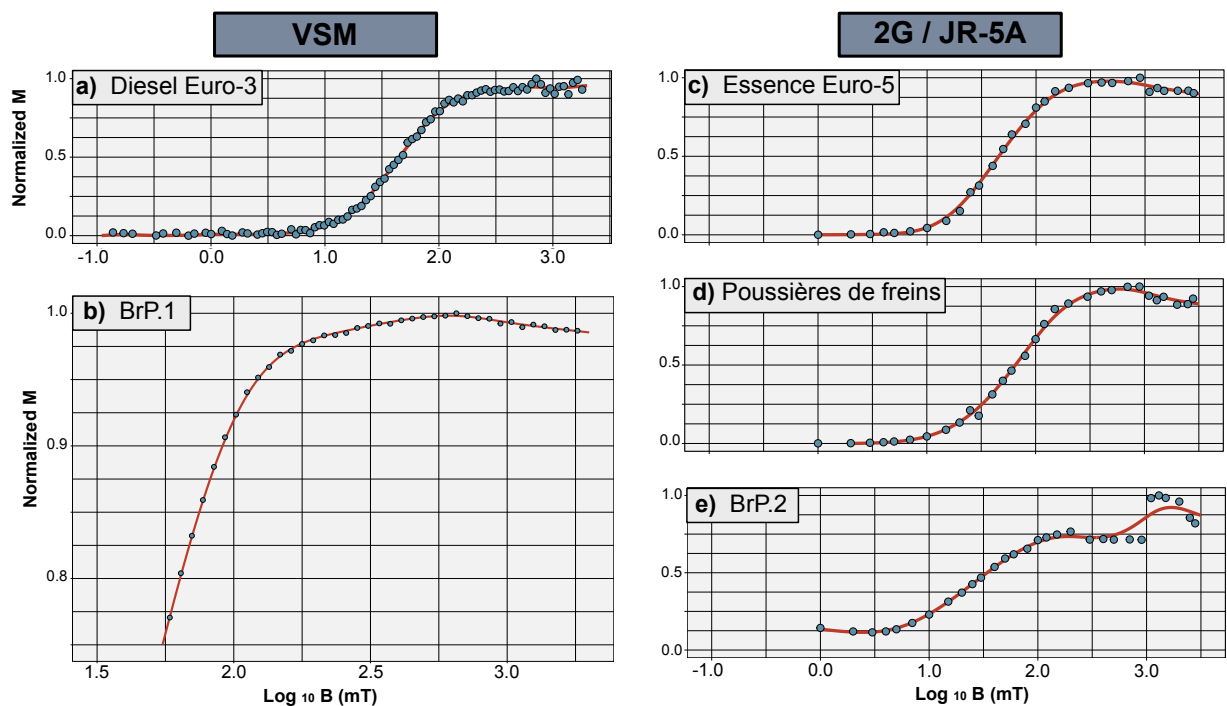 VSM
2G / JR-5A
a) Diesel Euro-3
Normalized M
1.0
0.5
0.0
-1.0
0.0
1.0
2.0
3.0
b) BrP.1
Normalized M
1.0
0.9
0.8
1.5
2.0
2.5
3.0
Log 10 B (mT)
c) Essence Euro-5
1.0
0.5
0.0
d) Poussières de freins
1.0
0.5
0.0
e) BrP.2
1.0
0.5
0.0
-1.0
0.0
1.0
2.0
3.0
Log 10 B (mT)